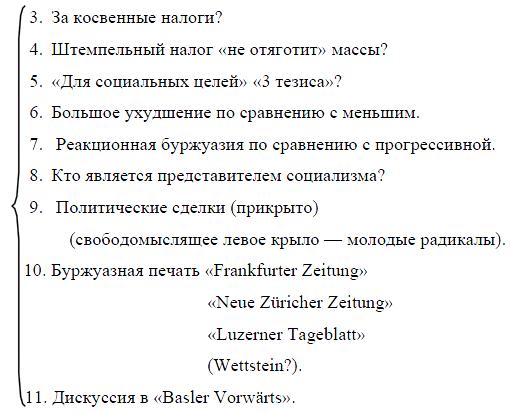 3. За косвенные налоги?
4. Штемпельный налог «не отяготит» массы?
5. «Для социальных целей» «3 тезиса»?
6. Большое ухудшение по сравнению с меньшим.
7. Реакционная буржуазия по сравнению с прогрессивной.
8. Кто является представителем социализма?
9. Политические сделки (прикрыто)
(свободомыслящее левое крыло — молодые радикалы).
10. Буржуазная печать «Frankfurter Zeitung»
«Neue Züricher Zeitung»
«Luzerner Tageblatt»
(Wettstein?).
11. Дискуссия в «Basler Vorwärts».